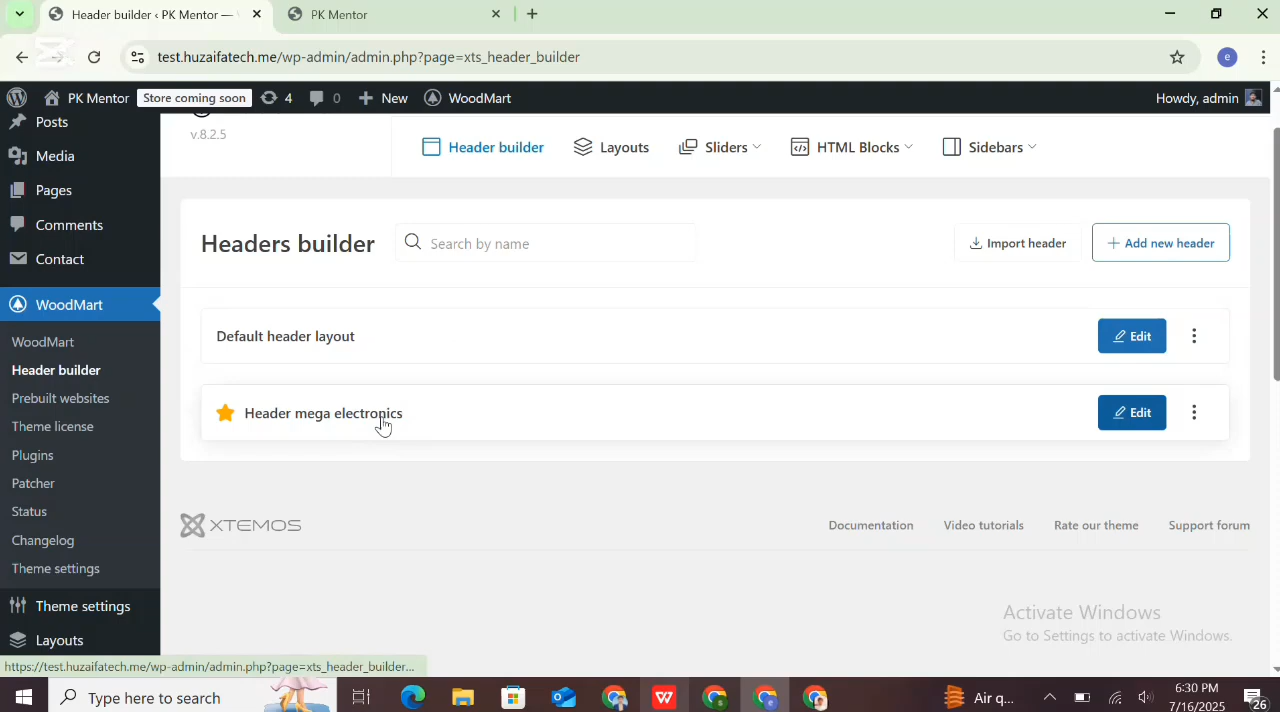 Header builder ‹ PK Mentor —
PK Mentor
test.huzaifatech.me/wp-admin/admin.php?page=xts_header_builder
e
PK Mentor
Store coming soon
4
0
New
WoodMart
Howdy, admin
Posts
Media
Pages
Comments
Contact
WoodMart
WoodMart
Header builder
Prebuilt websites
Theme license
Plugins
Patcher
Status
Changelog
Theme settings
Theme settings
Layouts
v.8.2.5
Header builder
Layouts
Sliders
HTML Blocks
Sidebars
Headers builder
Search by name
Import header
Add new header
Default header layout
Edit
Header mega electronics
Edit
XTEMOS
Documentation
Video tutorials
Rate our theme
Support forum
Activate Windows
Go to Settings to activate Windows.
https://test.huzaifatech.me/wp-admin/admin.php?page=xts_header_builder...
Type here to search
Air q...
6:30 PM
7/16/2025
26